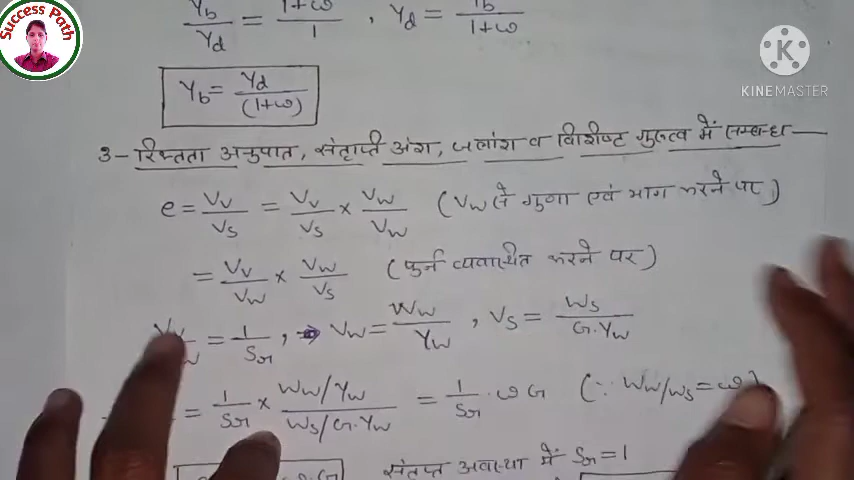 Success Path
K
KINEMASTER
γb/γd = (1+ω)/1 , γd = γb/(1+ω)
γb = γd/(1+ω)
3- रिक्तता अनुपात, संतृप्ती अंश, जलांश व विशिष्ट गुरुत्व में सम्बन्ध —
e = Vv/Vs = Vv/Vs × Vw/Vw (Vw से गुणा एवं भाग करने पर)
= Vv/Vw × Vw/Vs (पुर्न व्यवास्थित करने पर)
= 1/Sr , → Vw = Ww/γw , Vs = Ws/G.γw
= 1/Sr × Ww/γw / Ws/G.γw = 1/Sr . ωG (∵ Ww/Ws = ω)
संतप्त अवस्था में Sr = 1